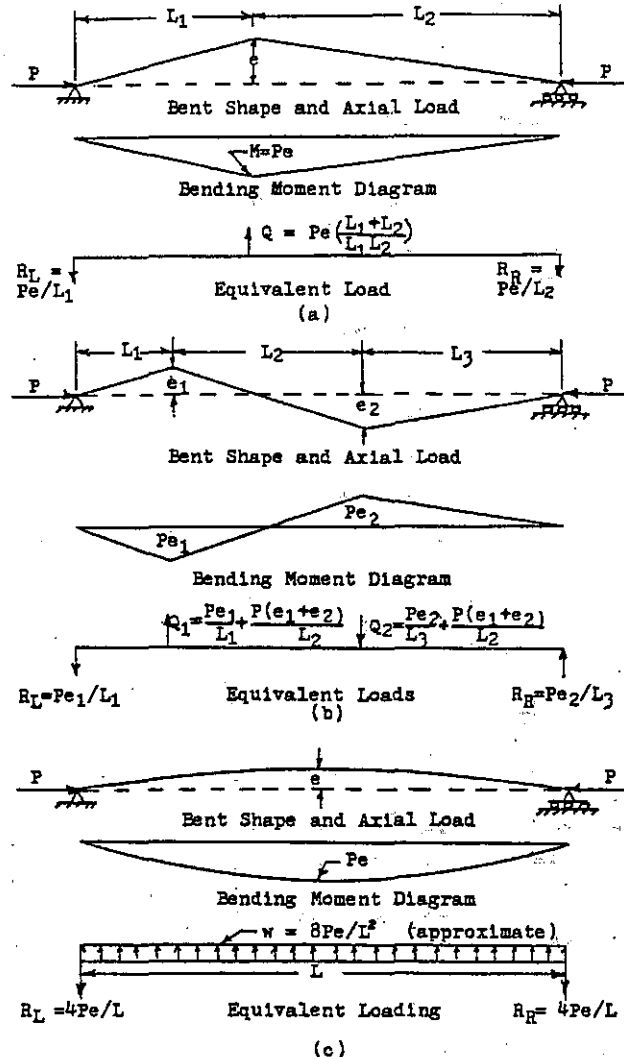 L1 L2
P e P
Bent Shape and Axial Load
M=Pe
Bending Moment Diagram
Q = Pe(L1+L2/L1 L2)
RL = Pe/L1
RR = Pe/L2
Equivalent Load
(a)
L1 L2 L3
P e1 e2 P
Bent Shape and Axial Load
Pe1 Pe2
Bending Moment Diagram
Q1=Pe1/L1+P(e1+e2)/L2 Q2=Pe2/L3+P(e1+e2)/L2
RL=Pe1/L1 Equivalent Loads RR=Pe2/L3
(b)
P e P
Bent Shape and Axial Load
Pe
Bending Moment Diagram
w = 8Pe/L² (approximate)
L
RL =4Pe/L Equivalent Loading RR= 4Pe/L
(c)